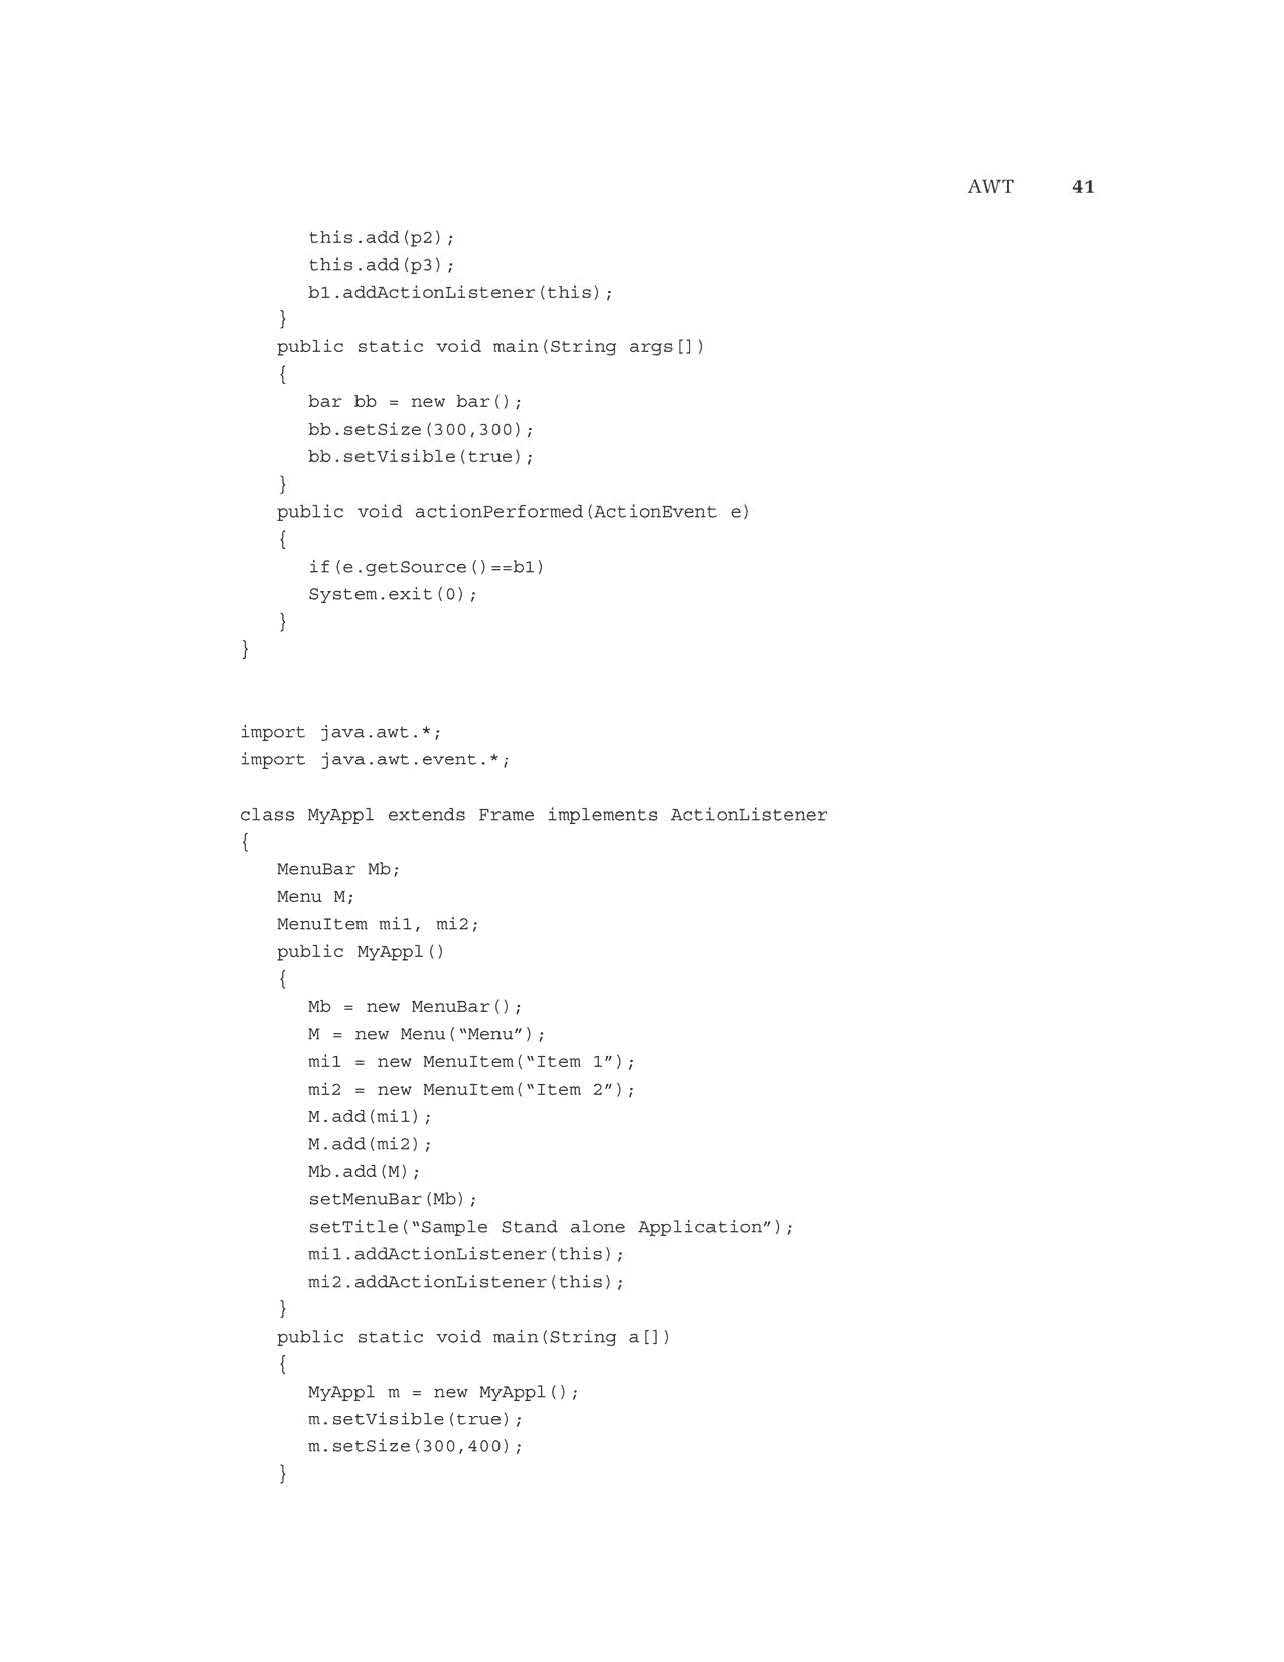 AWT 41
this.add(p2);
this.add(p3);
b1.addActionListener(this);
}
public static void main(String args[])
{
bar bb = new bar();
bb.setSize(300,300);
bb.setVisible(true);
}
public void actionPerformed(ActionEvent e)
{
if(e.getSource()==b1)
System.exit(0);
}
}
import java.awt.*;
import java.awt.event.*;
class MyAppl extends Frame implements ActionListener
{
MenuBar Mb;
Menu M;
MenuItem mi1, mi2;
public MyAppl()
{
Mb = new MenuBar();
M = new Menu(“Menu”);
mi1 = new MenuItem(“Item 1”);
mi2 = new MenuItem(“Item 2”);
M.add(mi1);
M.add(mi2);
Mb.add(M);
setMenuBar(Mb);
setTitle(“Sample Stand alone Application”);
mi1.addActionListener(this);
mi2.addActionListener(this);
}
public static void main(String a[])
{
MyAppl m = new MyAppl();
m.setVisible(true);
m.setSize(300,400);
}